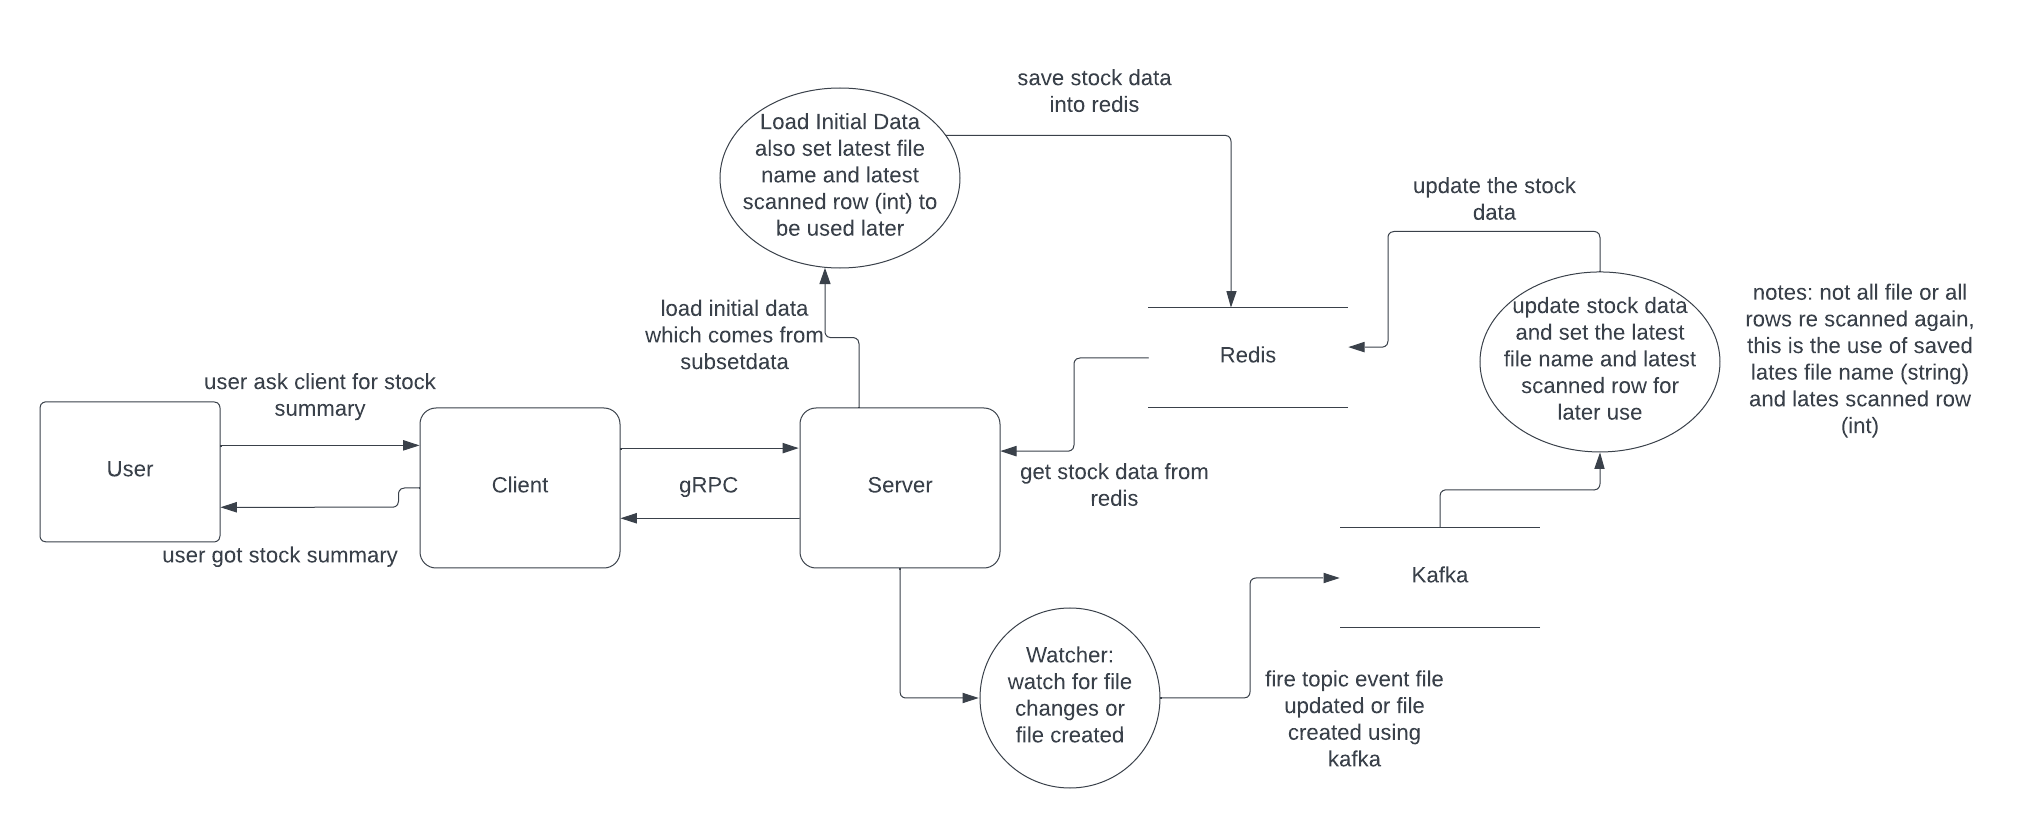 save stock data
into redis
Load Initial Data
also set latest file
name and latest
scanned row (int) to
be used later
update the stock
data
load initial data
which comes from
subsetdata
Redis
update stock data
and set the latest
file name and latest
scanned row for
later use
notes: not all file or all
rows re scanned again,
this is the use of saved
lates file name (string)
and lates scanned row
(int)
user ask client for stock
summary
User
Client
gRPC
Server
get stock data from
redis
user got stock summary
Kafka
Watcher:
watch for file
changes or
file created
fire topic event file
updated or file
created using
kafka